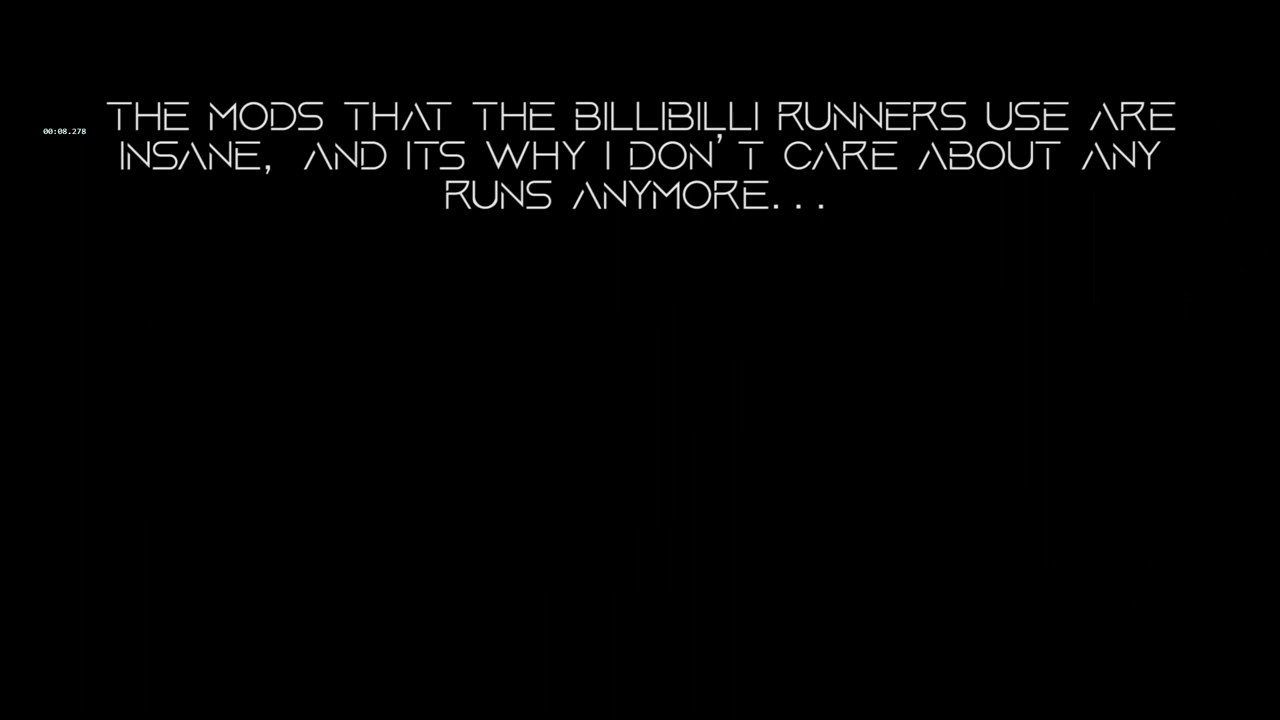 THE MODS THAT THE BILLIBILLI RUNNERS USE ARE
00:08.278
INSANE, AND ITS WHY I DON'T CARE ABOUT ANY
RUNS ANYMORE...